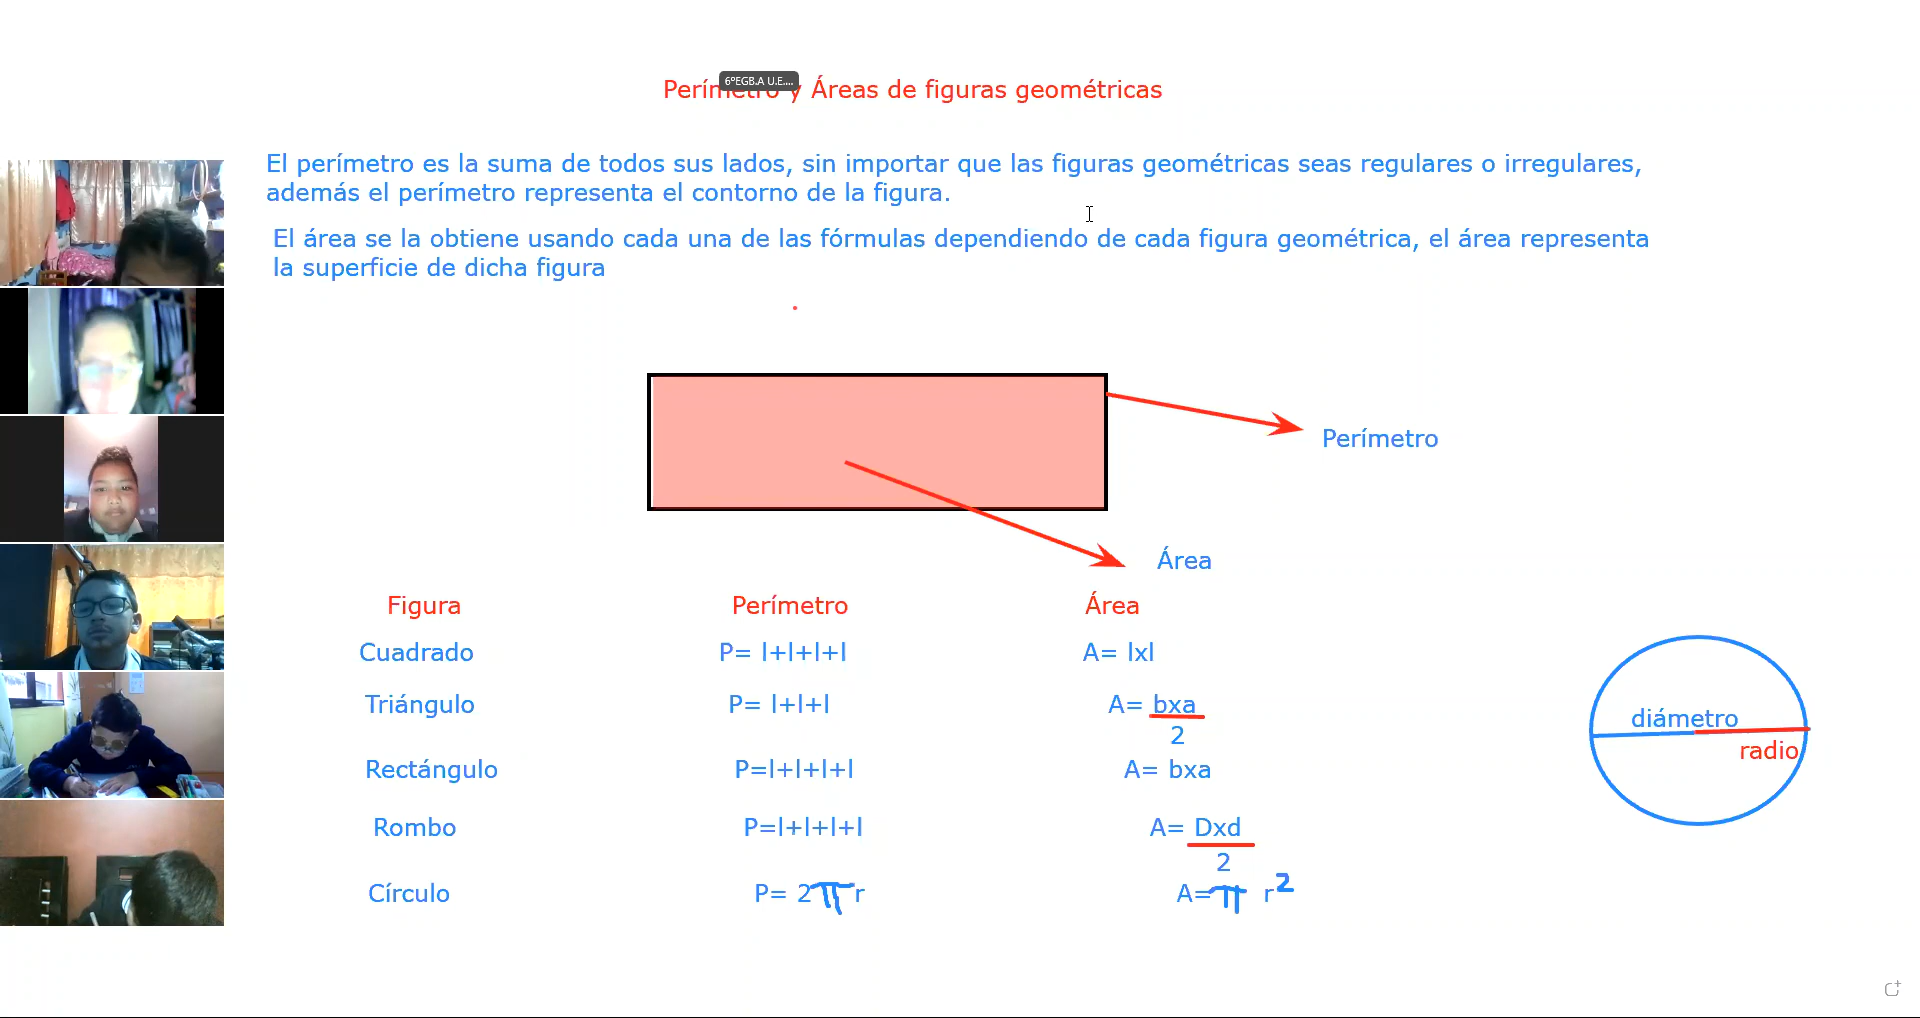 6ºEGB.A U.E....
Perímetro y Áreas de figuras geométricas
El perímetro es la suma de todos sus lados, sin importar que las figuras geométricas seas regulares o irregulares,
además el perímetro representa el contorno de la figura.
El área se la obtiene usando cada una de las fórmulas dependiendo de cada figura geométrica, el área representa
la superficie de dicha figura
Perímetro
Área
Figura Perímetro Área
Cuadrado P= l+l+l+l A= lxl
Triángulo P= l+l+l A= bxa
2
Rectángulo P=l+l+l+l A= bxa
Rombo P=l+l+l+l A= Dxd
2
Círculo P= 2πr A=π r²
diámetro
radio